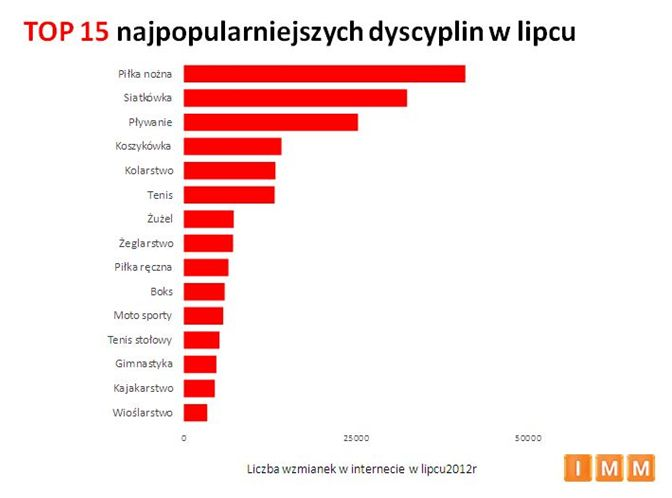 TOP 15 najpopularniejszych dyscyplin w lipcu
Piłka nożna
Siatkówka
Pływanie
Koszykówka
Kolarstwo
Tenis
Żużel
Żeglarstwo
Piłka ręczna
Boks
Moto sporty
Tenis stołowy
Gimnastyka
Kajakarstwo
Wioślarstwo
0 25000 50000
Liczba wzmianek w internecie w lipcu2012r
IMM